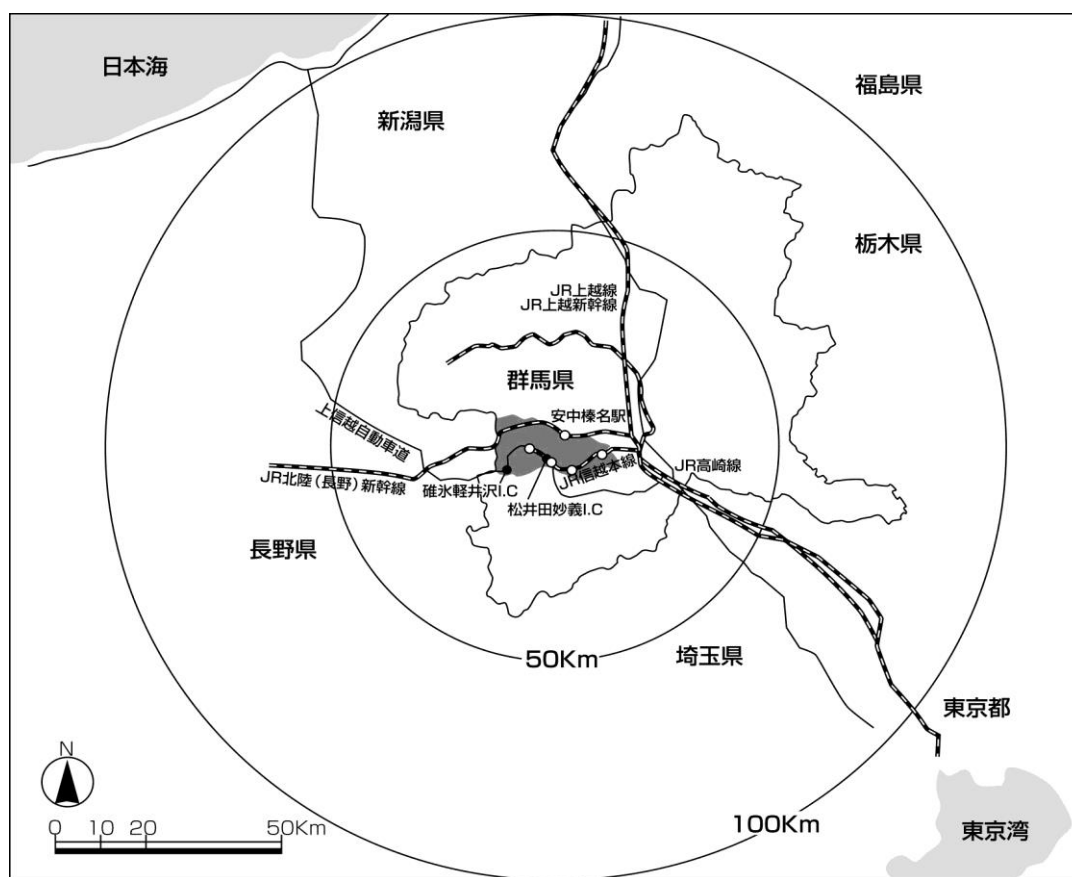 日本海
福島県
新潟県
栃木県
JR上越線
JR上越新幹線
群馬県
安中榛名駅
上信越自動車道
JR信越本線
JR高崎線
JR北陸(長野)新幹線
碓氷軽井沢I.C
松井田妙義I.C
長野県
50Km
埼玉県
東京都
N
0 10 20 50Km
100Km
東京湾